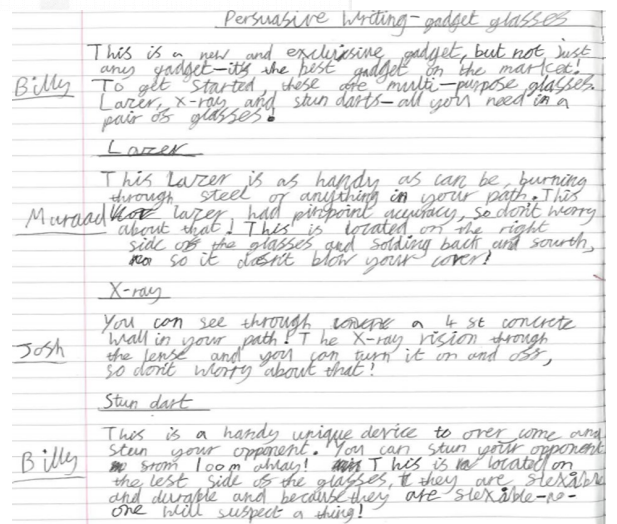 Persuasive Writing - gadget glasses
This is a new and exclusive gadget, but not just
any gadget - it's the best gadget on the market!
Billy
To get started, these are multi-purpose glasses.
Lazer, x-ray and stun darts - all you need in a
pair of glasses!
Lazer
This Lazer is as handy as can be, burning
through steel or anything in your path. This
Muraad
lazer had pinpoint accuracy, so don't worry
about that! This is located on the right
side of the glasses and folding back and fourth,
so it doesn't blow your cover!
X-ray
You can see through a 4 ft concrete
wall in your path! The X-ray vision through
Josh
the lense and you can turn it on and off,
so don't worry about that!
Stun dart
This is a handy unique device to over come and
stun your opponent. You can stun your opponent
Billy
from 100m away! This is located on
the left side of the glasses, they are flexible
and durable and because they are flexible - no-
one will suspect a thing!